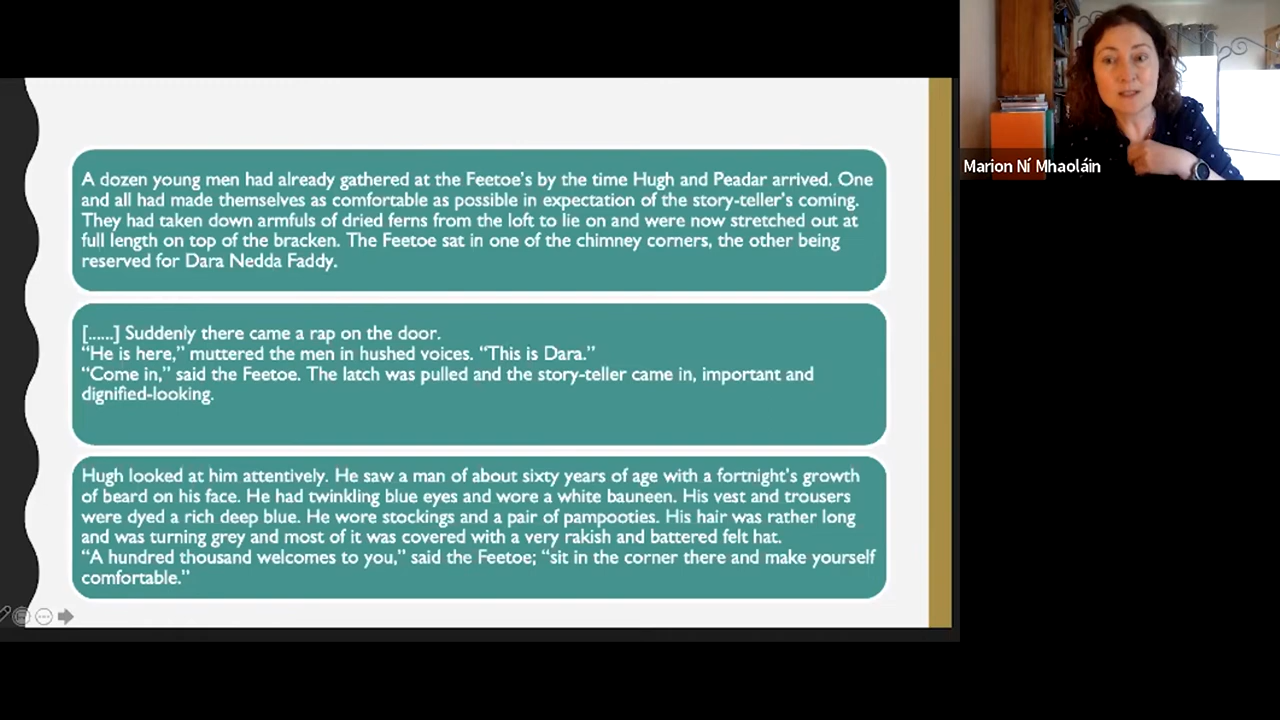 A dozen young men had already gathered at the Feetoe's by the time Hugh and Peadar arrived. One
and all had made themselves as comfortable as possible in expectation of the story-teller's coming.
They had taken down armfuls of dried ferns from the loft to lie on and were now stretched out at
full length on top of the bracken. The Feetoe sat in one of the chimney corners, the other being
reserved for Dara Nedda Faddy.
[......] Suddenly there came a rap on the door.
“He is here,” muttered the men in hushed voices. “This is Dara.”
“Come in,” said the Feetoe. The latch was pulled and the story-teller came in, important and
dignified-looking.
Hugh looked at him attentively. He saw a man of about sixty years of age with a fortnight's growth
of beard on his face. He had twinkling blue eyes and wore a white bauneen. His vest and trousers
were dyed a rich deep blue. He wore stockings and a pair of pampooties. His hair was rather long
and was turning grey and most of it was covered with a very rakish and battered felt hat.
“A hundred thousand welcomes to you,” said the Feetoe; “sit in the corner there and make yourself
comfortable.”
Marion Ní Mhaoláin